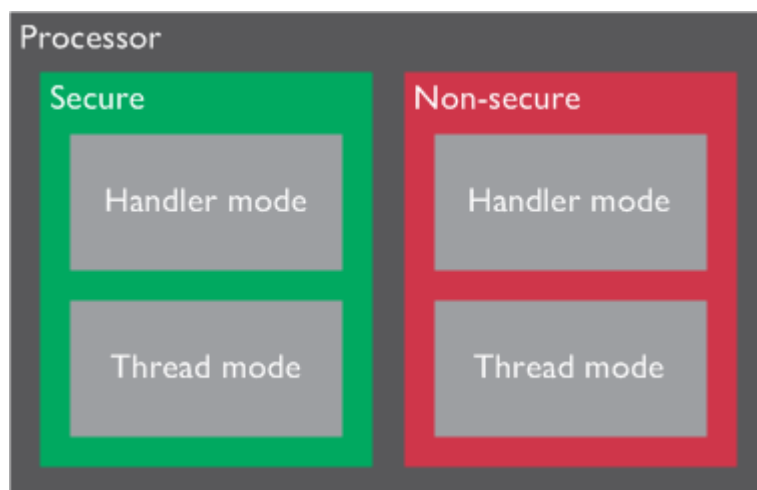 Processor
Secure
Handler mode
Thread mode
Non-secure
Handler mode
Thread mode